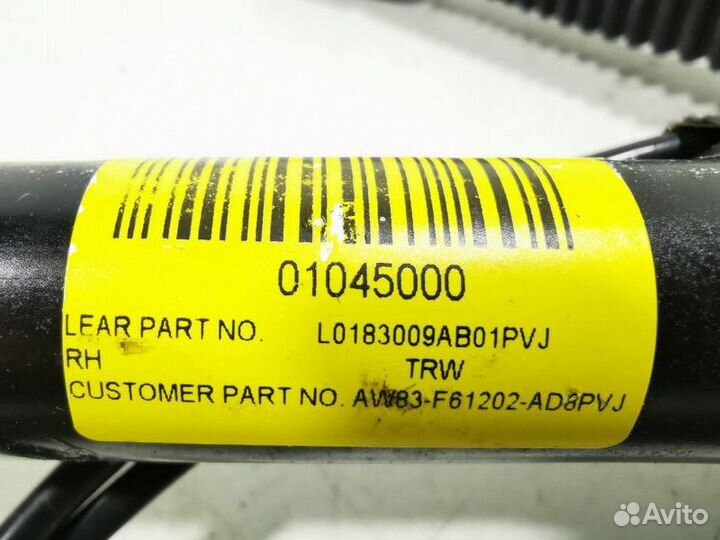 01045000
LEAR PART NO. L0183009AB01PVJ
RH TRW
CUSTOMER PART NO. AW83-F61202-AD8PVJ
Avito